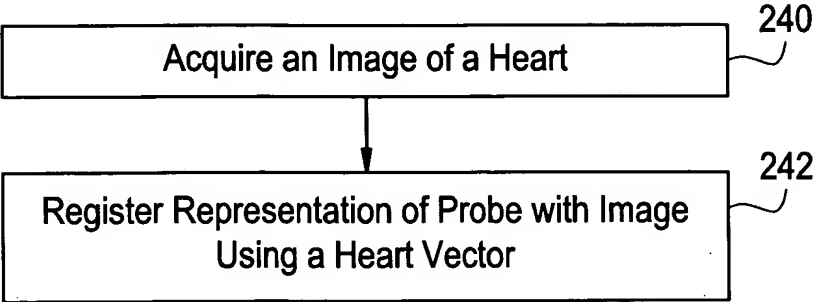 240
Acquire an Image of a Heart
242
Register Representation of Probe with Image
Using a Heart Vector